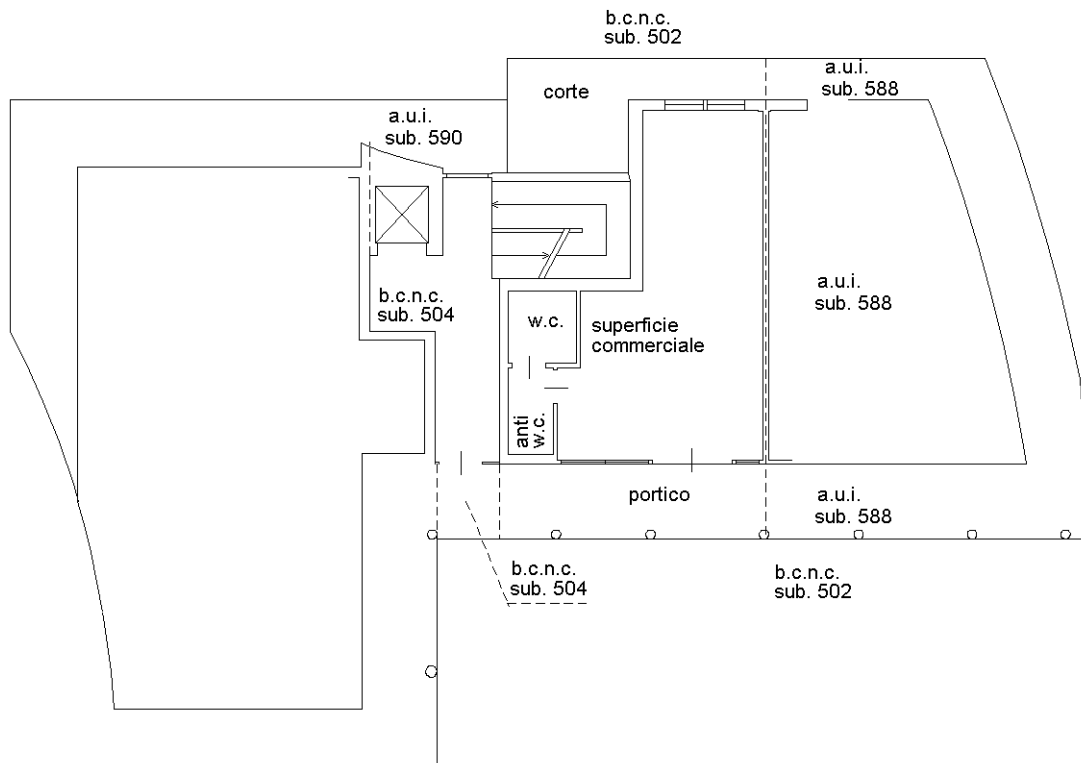 b.c.n.c.
sub. 502
a.u.i.
sub. 588
corte
a.u.i.
sub. 590
a.u.i.
sub. 588
b.c.n.c.
sub. 504
w.c.
superficie
commerciale
anti
w.c.
portico
a.u.i.
sub. 588
b.c.n.c.
sub. 504
b.c.n.c.
sub. 502